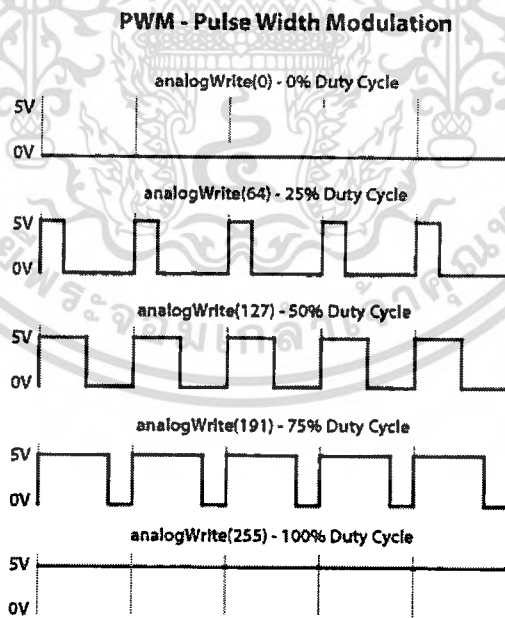 PWM - Pulse Width Modulation
analogWrite(0) - 0% Duty Cycle
5V
0V
analogWrite(64) - 25% Duty Cycle
5V
0V
analogWrite(127) - 50% Duty Cycle
5V
0V
analogWrite(191) - 75% Duty Cycle
5V
0V
analogWrite(255) - 100% Duty Cycle
5V
0V